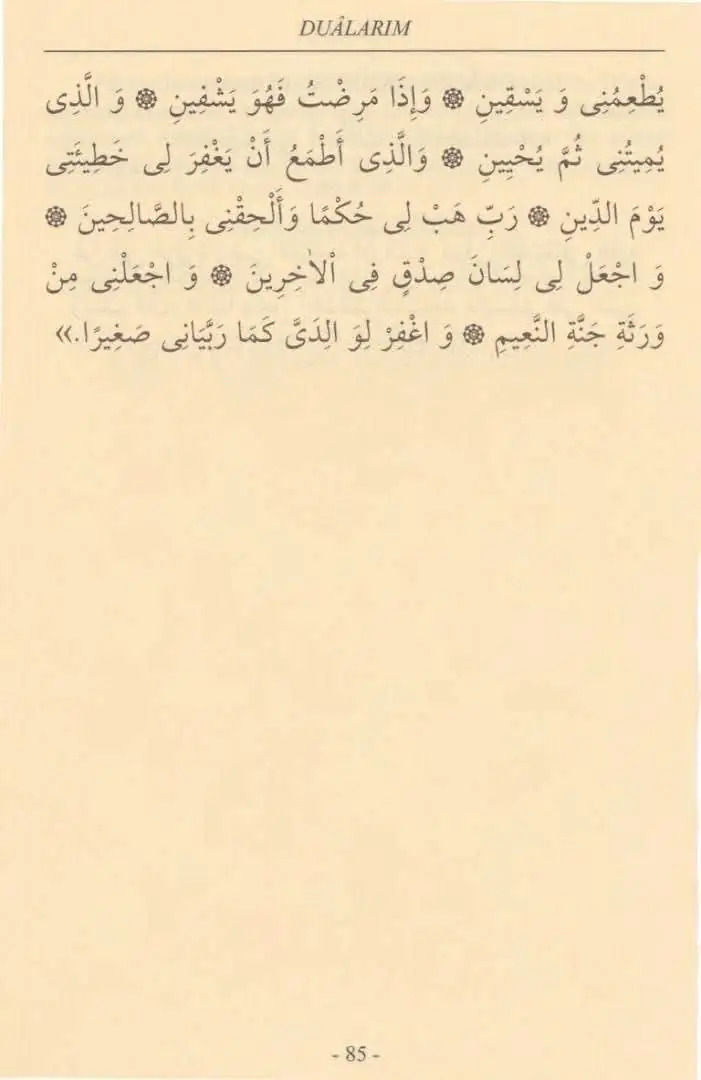 DUÂLARIM
يُطْعِمُنِى وَ يَسْقِينِ ۞ وَإِذَا مَرِضْتُ فَهُوَ يَشْفِينِ ۞ وَ الَّذِى
يُمِيتُنِى ثُمَّ يُحْيِينِ ۞ وَالَّذِى أَطْمَعُ أَنْ يَغْفِرَ لِى خَطِيئَتِى
يَوْمَ الدِّينِ ۞ رَبِّ هَبْ لِى حُكْمًا وَأَلْحِقْنِى بِالصَّالِحِينَ ۞
وَ اجْعَلْ لِى لِسَانَ صِدْقٍ فِى اْلاٰخِرِينَ ۞ وَ اجْعَلْنِى مِنْ
وَرَثَةِ جَنَّةِ النَّعِيمِ ۞ وَ اغْفِرْ لِوَ الِدَىَّ كَمَا رَبَّيَانِى صَغِيرًا.»
- 85 -